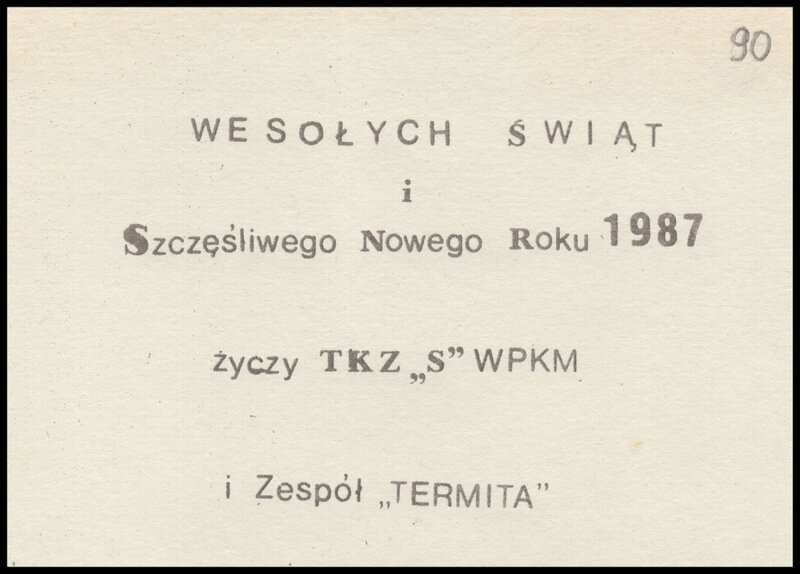 90
WESOŁYCH ŚWIĄT
i
Szczęśliwego Nowego Roku 1987
życzy TKZ „S” WPKM
i Zespół „TERMITA”